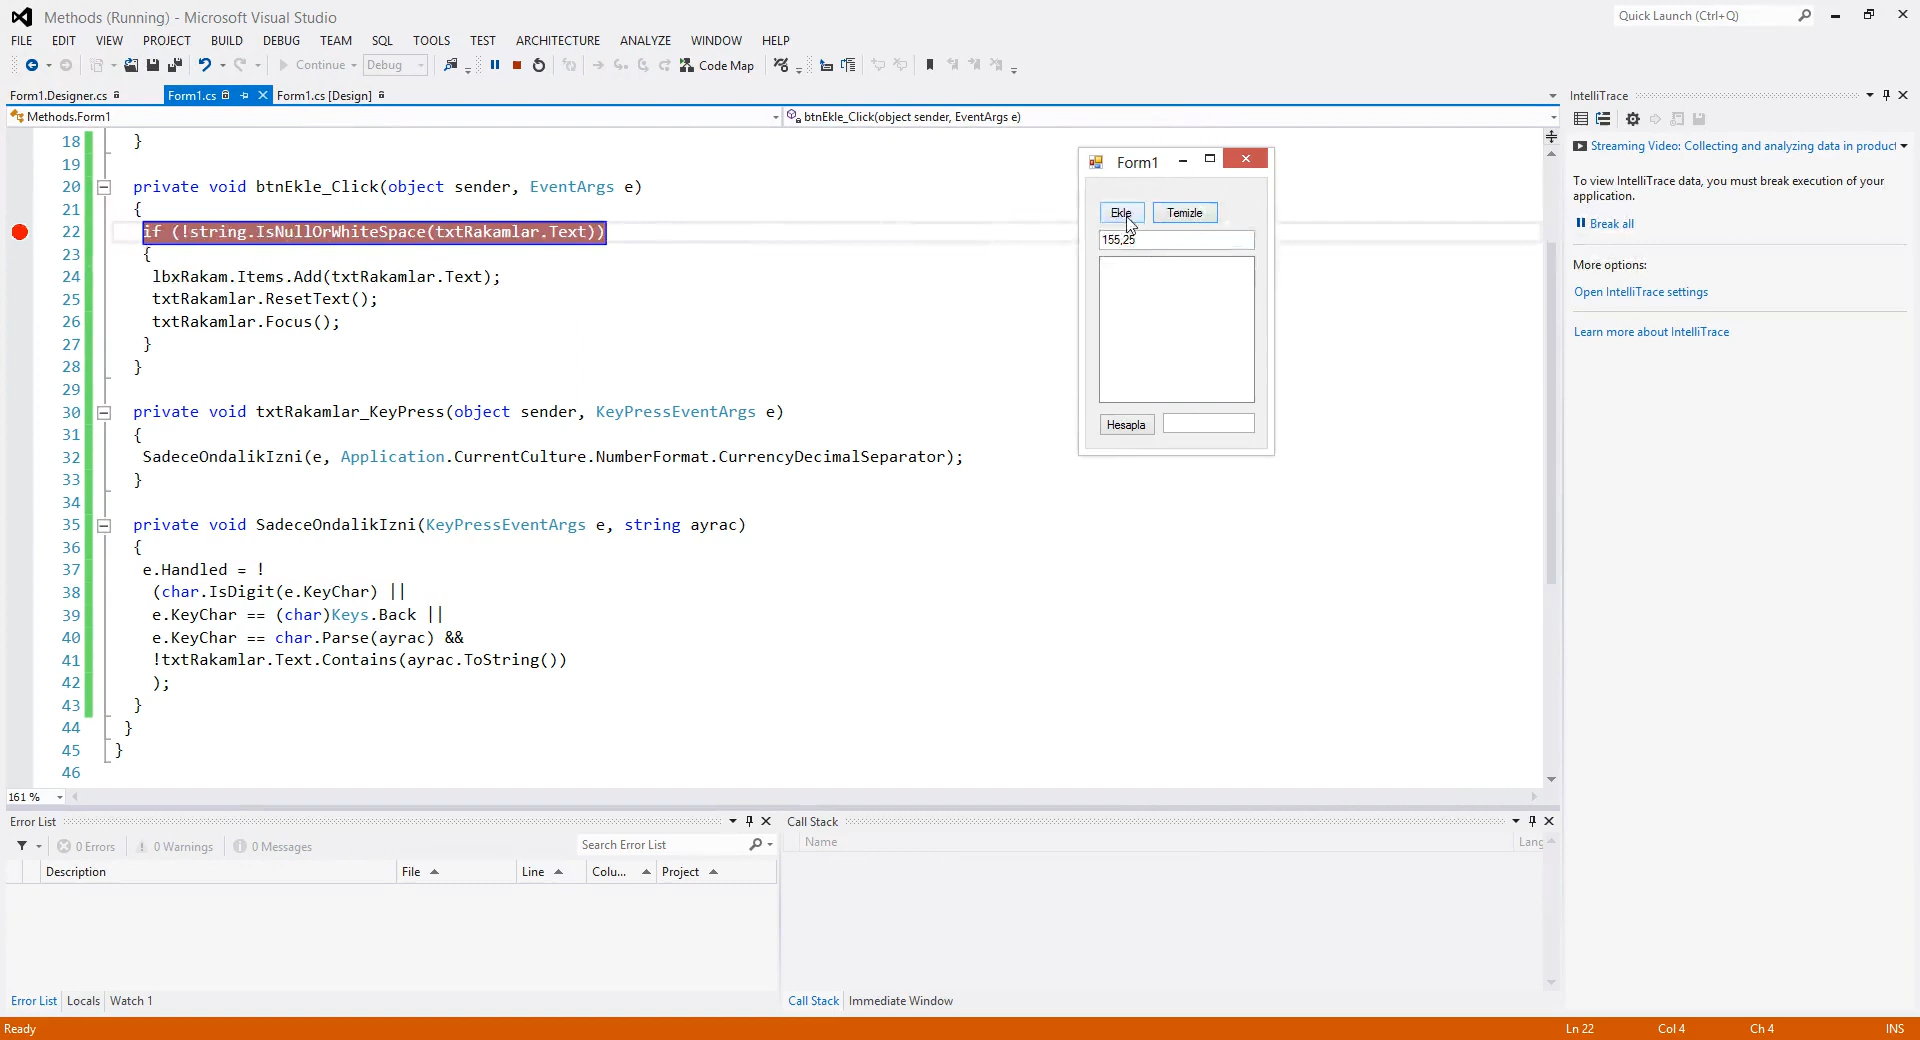 Methods (Running) - Microsoft Visual Studio
Quick Launch (Ctrl+Q)
FILE EDIT VIEW PROJECT BUILD DEBUG TEAM SQL TOOLS TEST ARCHITECTURE ANALYZE WINDOW HELP
Continue Debug Code Map
Form1.Designer.cs Form1.cs Form1.cs [Design]
Methods.Form1 btnEkle_Click(object sender, EventArgs e)
18 }
19
20 private void btnEkle_Click(object sender, EventArgs e)
21 {
22 if (!string.IsNullOrWhiteSpace(txtRakamlar.Text))
23 {
24 lbxRakam.Items.Add(txtRakamlar.Text);
25 txtRakamlar.ResetText();
26 txtRakamlar.Focus();
27 }
28 }
29
30 private void txtRakamlar_KeyPress(object sender, KeyPressEventArgs e)
31 {
32 SadeceOndalikIzni(e, Application.CurrentCulture.NumberFormat.CurrencyDecimalSeparator);
33 }
34
35 private void SadeceOndalikIzni(KeyPressEventArgs e, string ayrac)
36 {
37 e.Handled = !
38 (char.IsDigit(e.KeyChar) ||
39 e.KeyChar == (char)Keys.Back ||
40 e.KeyChar == char.Parse(ayrac) &&
41 !txtRakamlar.Text.Contains(ayrac.ToString())
42 );
43 }
44 }
45 }
46
161 %
Form1
Ekle Temizle
155,25
Hesapla
IntelliTrace
Streaming Video: Collecting and analyzing data in product
To view IntelliTrace data, you must break execution of your
application.
Break all
More options:
Open IntelliTrace settings
Learn more about IntelliTrace
Error List
0 Errors 0 Warnings 0 Messages Search Error List
Description File Line Colu... Project
Error List Locals Watch 1
Call Stack
Name Lang
Call Stack Immediate Window
Ready Ln 22 Col 4 Ch 4 INS